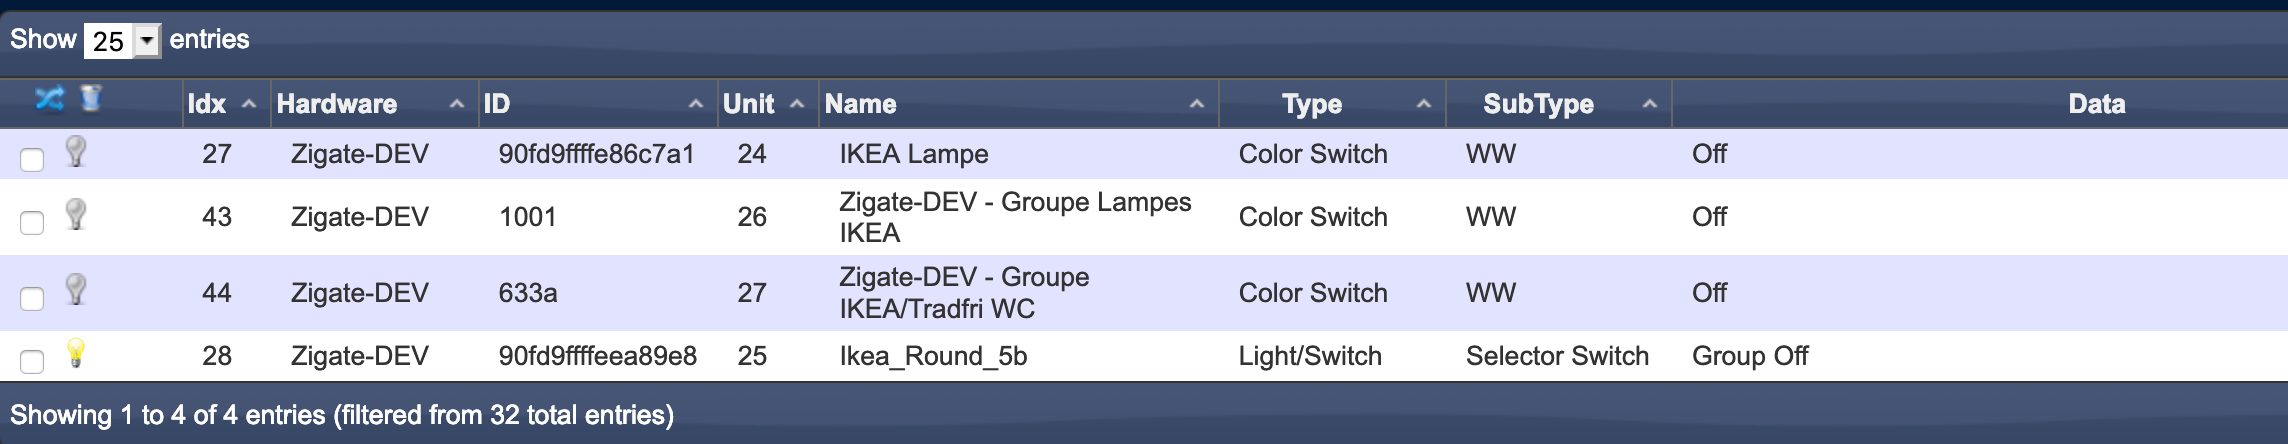 Show 25 entries
Idx Hardware ID Unit Name Type SubType Data
27 Zigate-DEV 90fd9ffffe86c7a1 24 IKEA Lampe Color Switch WW Off
43 Zigate-DEV 1001 26 Zigate-DEV - Groupe Lampes Color Switch WW Off
IKEA
44 Zigate-DEV 633a 27 Zigate-DEV - Groupe Color Switch WW Off
IKEA/Tradfri WC
28 Zigate-DEV 90fd9ffffeea89e8 25 Ikea_Round_5b Light/Switch Selector Switch Group Off
Showing 1 to 4 of 4 entries (filtered from 32 total entries)